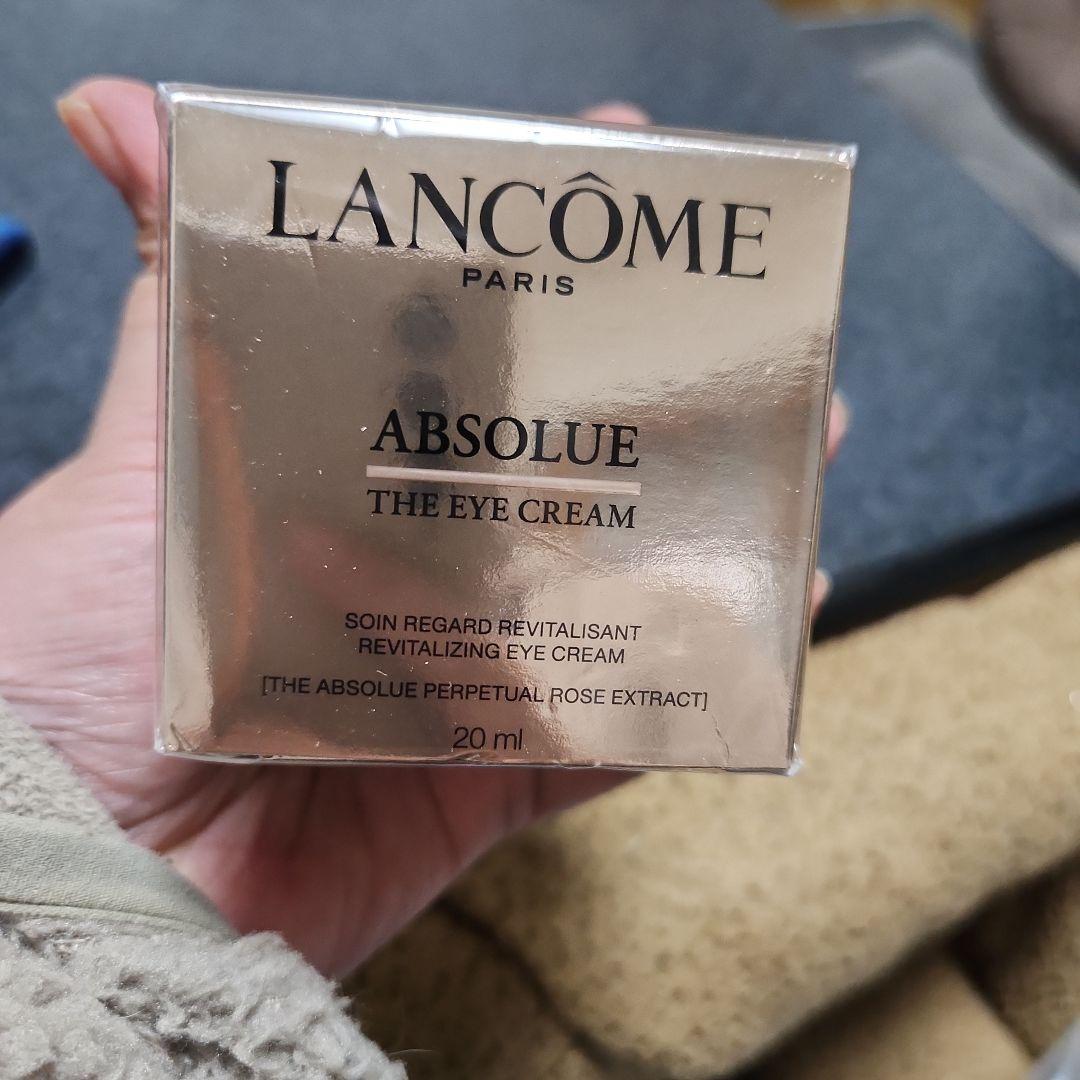 LANCÔME
PARIS
ABSOLUE
THE EYE CREAM
SOIN REGARD REVITALISANT
REVITALIZING EYE CREAM
[THE ABSOLUE PERPETUAL ROSE EXTRACT]
20 ml